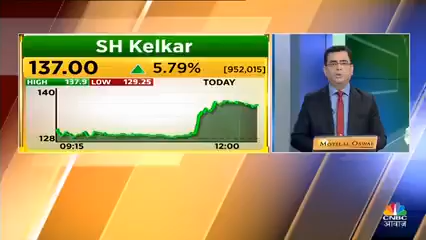 SH Kelkar
137.00 ▲ 5.79% [952,015]
HIGH 137.9 LOW 129.25 TODAY
140
128
09:15 12:00
MOTILAL OSWAL
CNBC
आवाज़